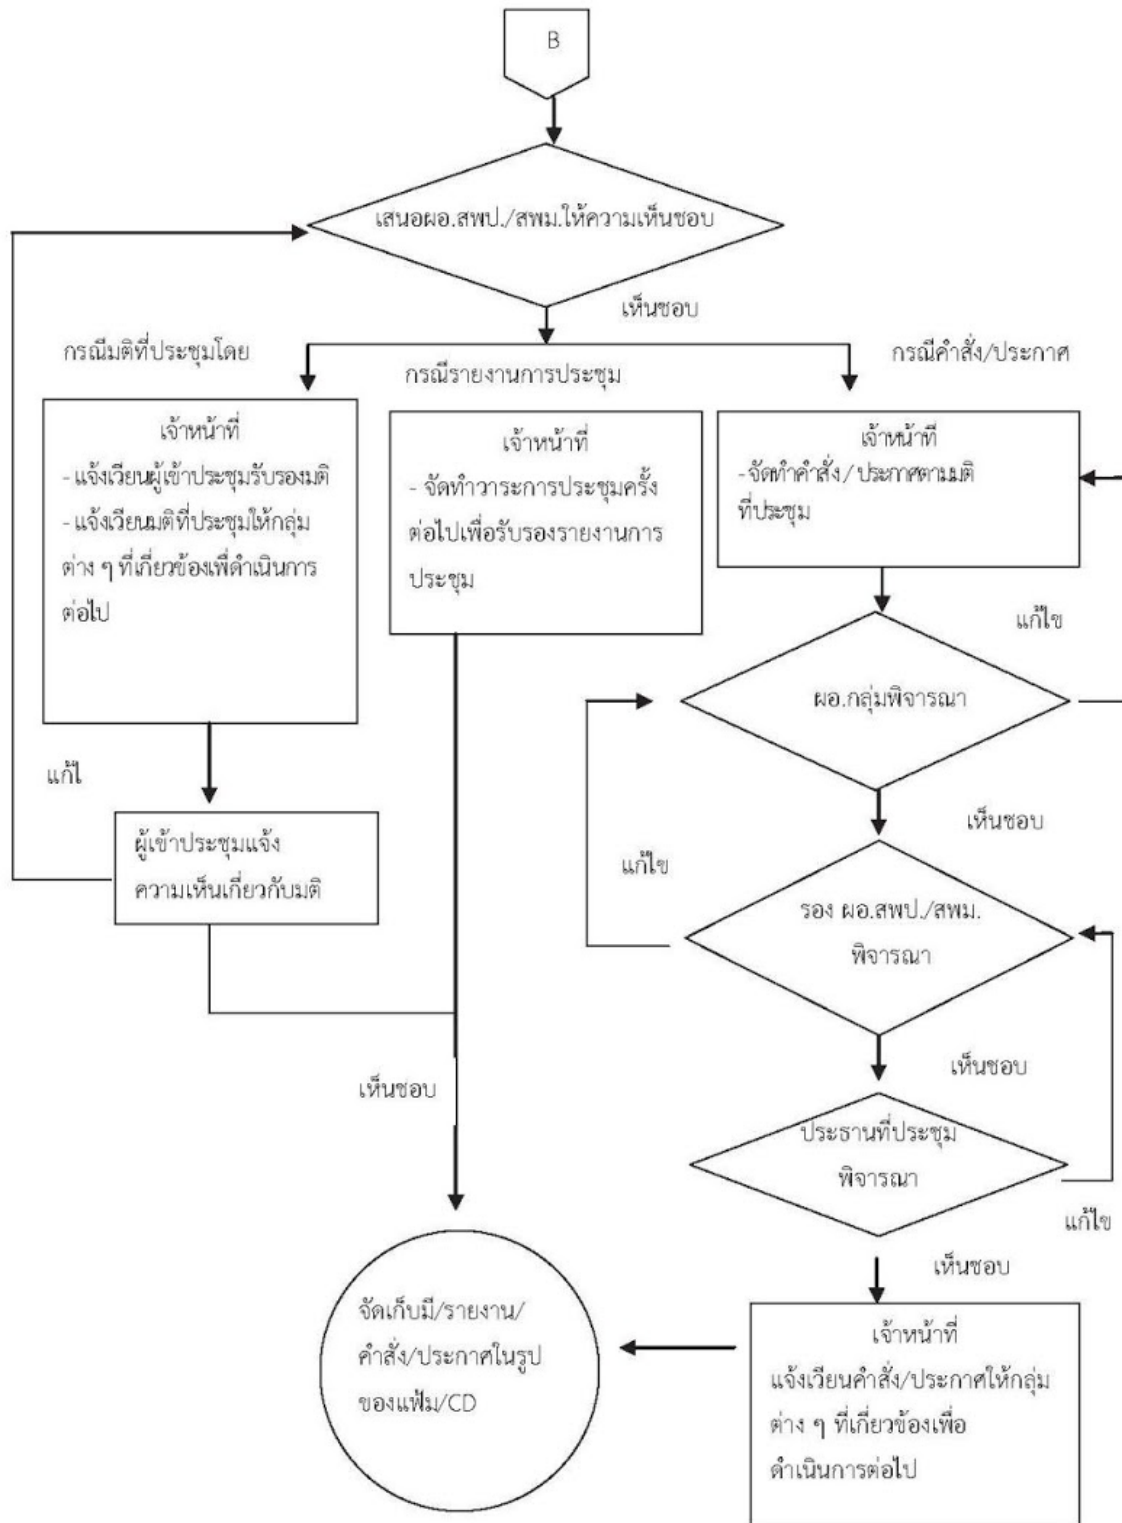 B
เสนอผอ.สพป./สพม.ให้ความเห็นชอบ
เห็นชอบ
กรณีมติที่ประชุมโดย
กรณีรายงานการประชุม
กรณีคำสั่ง/ประกาศ
เจ้าหน้าที่
- แจ้งเวียนผู้เข้าประชุมรับรองมติ
- แจ้งเวียนมติที่ประชุมให้กลุ่ม
ต่าง ๆ ที่เกี่ยวข้องเพื่ดำเนินการ
ต่อไป
เจ้าหน้าที่
- จัดทำวาระการประชุมครั้ง
ต่อไปเพื่อรับรองรายงานการ
ประชุม
เจ้าหน้าที่
- จัดทำคำสั่ง / ประกาศตามมติ
ที่ประชุม
แก้ไข
ผอ.กลุ่มพิจารณา
แก้ไ
เห็นชอบ
ผู้เข้าประชุมแจ้ง
ความเห็นเกี่ยวกับมติ
แก้ไข
รอง ผอ.สพป./สพม.
พิจารณา
เห็นชอบ
เห็นชอบ
ประธานที่ประชุม
พิจารณา
แก้ไข
เห็นชอบ
จัดเก็บมี/รายงาน/
คำสั่ง/ประกาศในรูป
ของแฟ้ม/CD
เจ้าหน้าที่
แจ้งเวียนคำสั่ง/ประกาศให้กลุ่ม
ต่าง ๆ ที่เกี่ยวข้องเพื่อ
ดำเนินการต่อไป